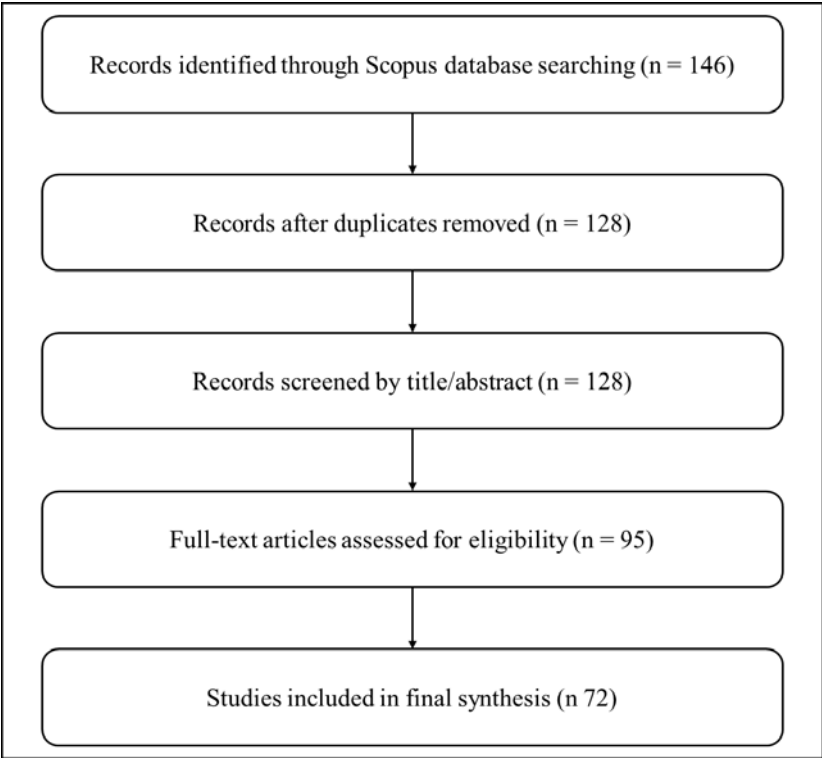 Records identified through Scopus database searching (n = 146)
Records after duplicates removed (n = 128)
Records screened by title/abstract (n = 128)
Full-text articles assessed for eligibility (n = 95)
Studies included in final synthesis (n 72)